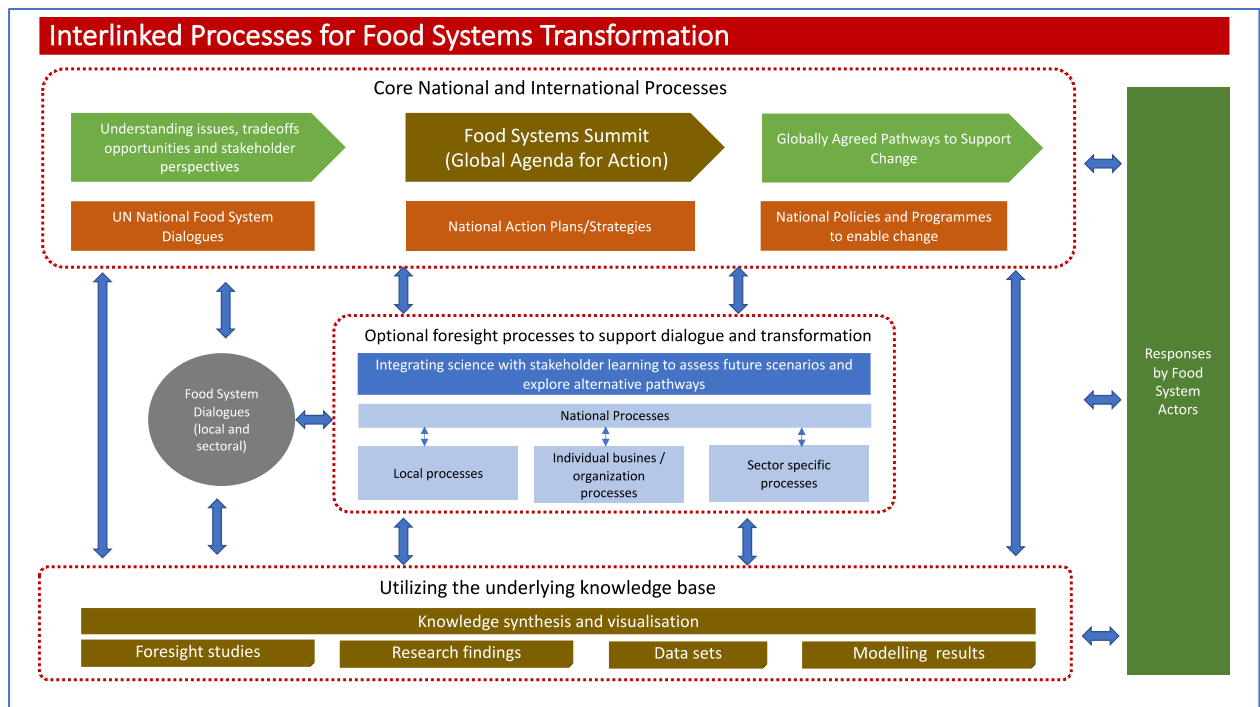 Interlinked Processes for Food Systems Transformation
Core National and International Processes
Understanding issues, tradeoffs
opportunities and stakeholder
perspectives
Food Systems Summit
(Global Agenda for Action)
Globally Agreed Pathways to Support
Change
UN National Food System
Dialogues
National Action Plans/Strategies
National Policies and Programmes
to enable change
Optional foresight processes to support dialogue and transformation
Integrating science with stakeholder learning to assess future scenarios and
explore alternative pathways
National Processes
Local processes
Individual busines /
organization
processes
Sector specific
processes
Food System
Dialogues
(local and
sectoral)
Responses
by Food
System
Actors
Utilizing the underlying knowledge base
Knowledge synthesis and visualisation
Foresight studies
Research findings
Data sets
Modelling results